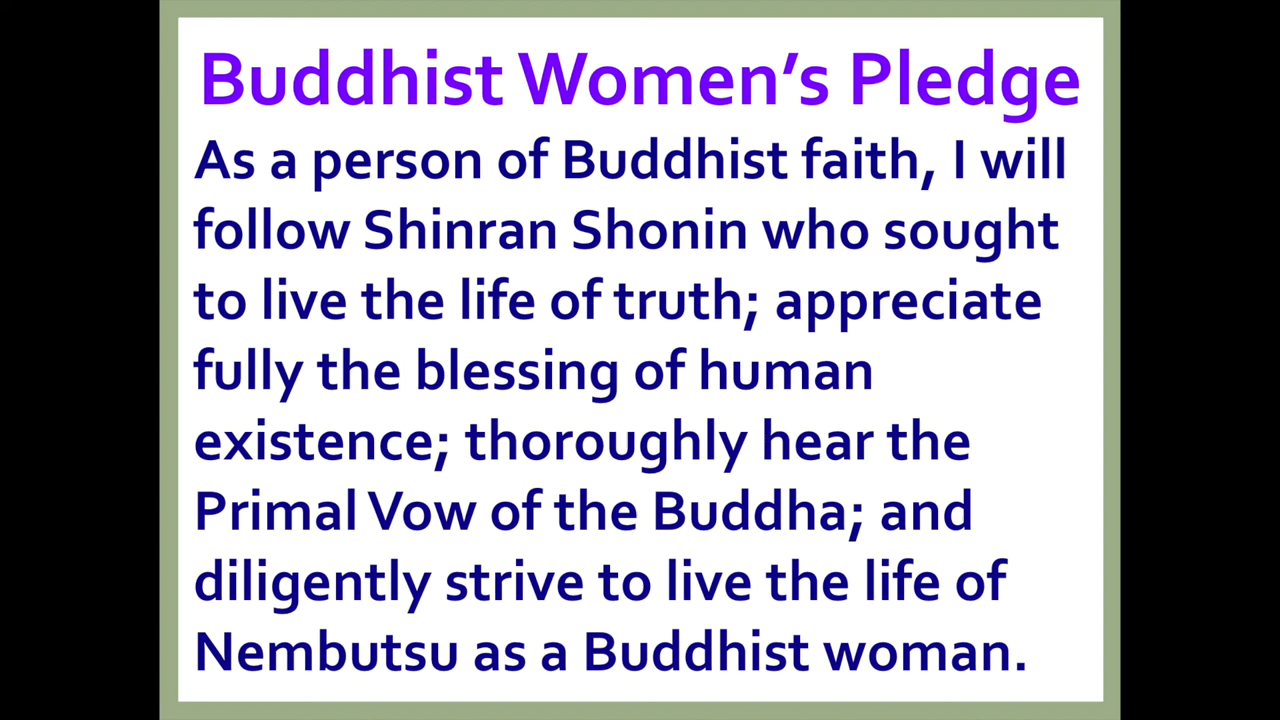 Buddhist Women’s Pledge
As a person of Buddhist faith, I will
follow Shinran Shonin who sought
to live the life of truth; appreciate
fully the blessing of human
existence; thoroughly hear the
Primal Vow of the Buddha; and
diligently strive to live the life of
Nembutsu as a Buddhist woman.